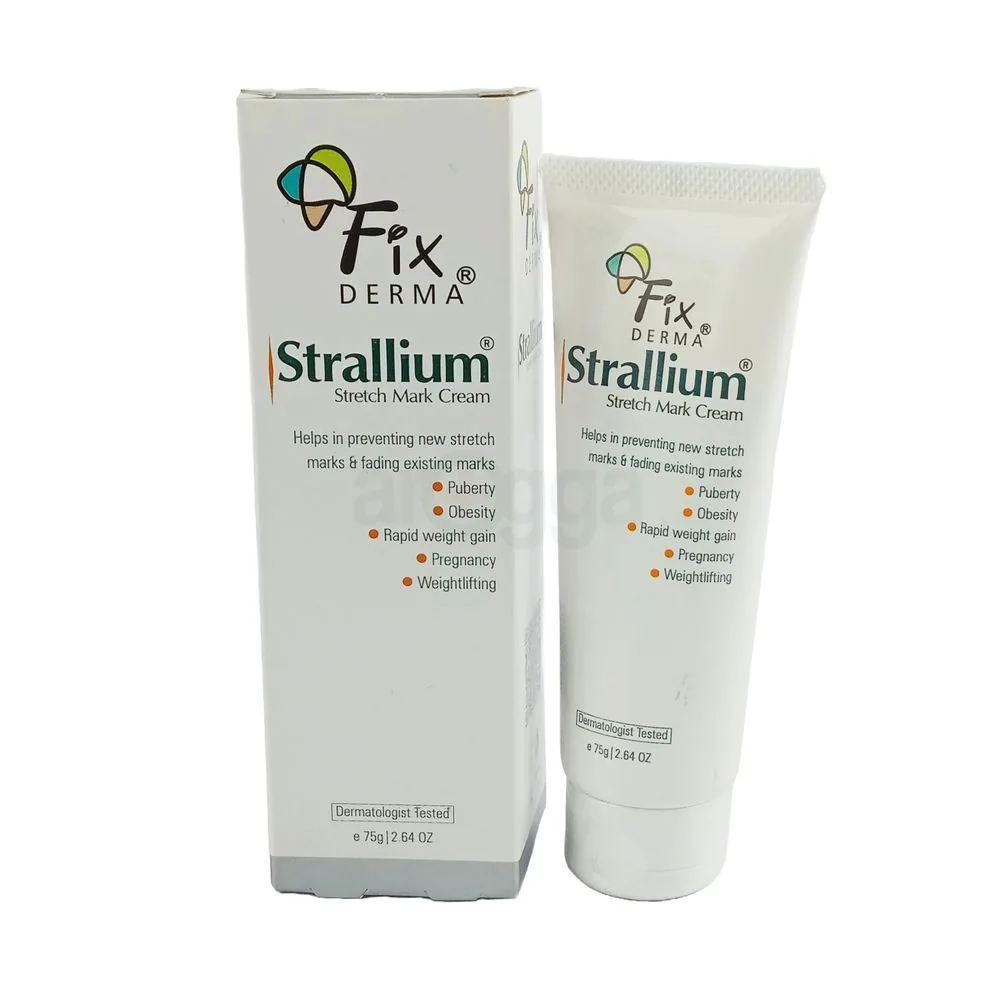 Fix
DERMA®
Strallium®
Stretch Mark Cream
Helps in preventing new stretch
marks & fading existing marks
● Puberty
● Obesity
● Rapid weight gain
● Pregnancy
● Weightlifting
Dermatologist Tested
e 75g | 2.64 OZ
Fix
DERMA®
Strallium®
Stretch Mark Cream
Helps in preventing new stretch
marks & fading existing marks
● Puberty
● Obesity
● Rapid weight gain
● Pregnancy
● Weightlifting
Dermatologist Tested
e 75g | 2.64 OZ
arogga